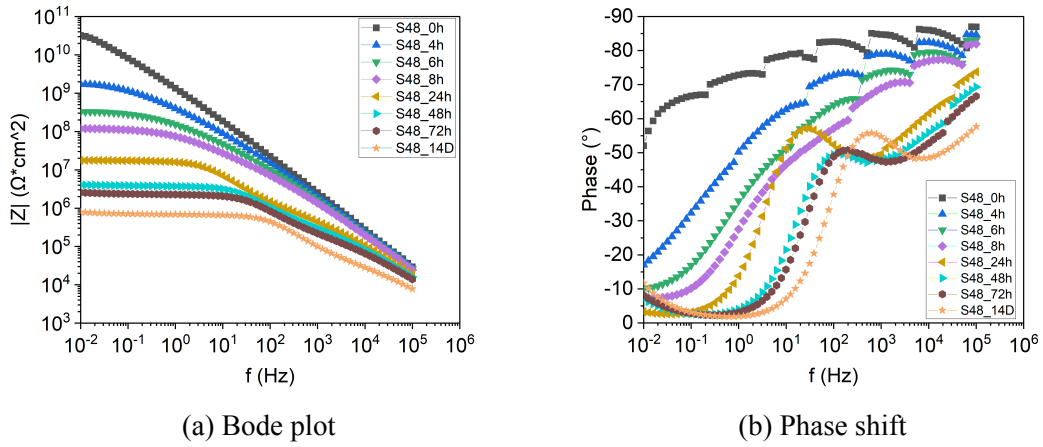 (a)
(b)
10^11
10^10
10^9
10^8
10^7
10^6
10^5
10^4
10^3
|Z| (Ω*cm^2)
S48_0h
S48_4h
S48_6h
S48_8h
S48_24h
S48_48h
S48_72h
S48_14D
10^-2 10^-1 10^0 10^1 10^2 10^3 10^4 10^5 10^6
f (Hz)
(a) Bode plot
-90
-80
-70
-60
-50
-40
-30
-20
-10
0
Phase (°)
S48_0h
S48_4h
S48_6h
S48_8h
S48_24h
S48_48h
S48_72h
S48_14D
10^-2 10^-1 10^0 10^1 10^2 10^3 10^4 10^5 10^6
f (Hz)
(b) Phase shift